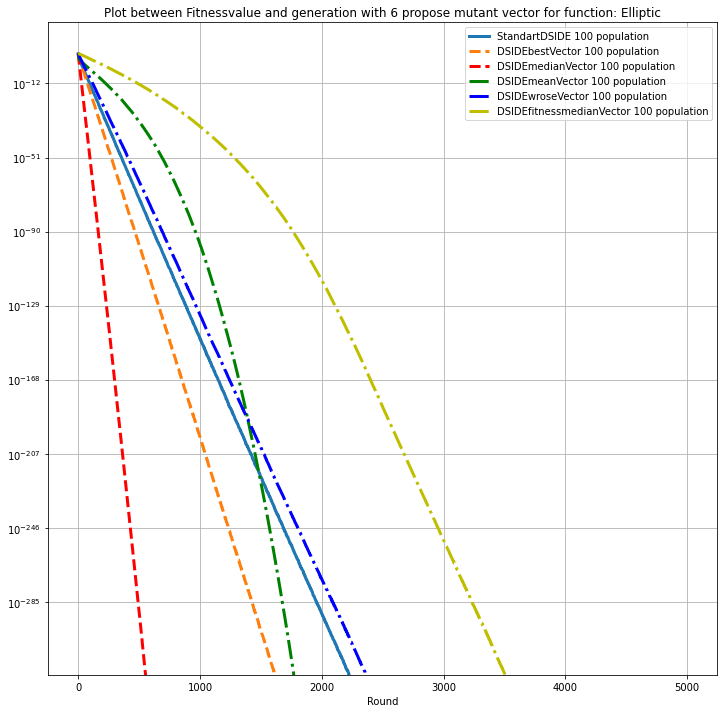 Plot between Fitnessvalue and generation with 6 propose mutant vector for function: Elliptic
StandartDSIDE 100 population
DSIDEbestVector 100 population
DSIDEmedianVector 100 population
DSIDEmeanVector 100 population
DSIDEwroseVector 100 population
DSIDEfitnessmedianVector 100 population
10⁻¹²
10⁻⁵¹
10⁻⁹⁰
10⁻¹²⁹
10⁻¹⁶⁸
10⁻²⁰⁷
10⁻²⁴⁶
10⁻²⁸⁵
0 1000 2000 3000 4000 5000
Round